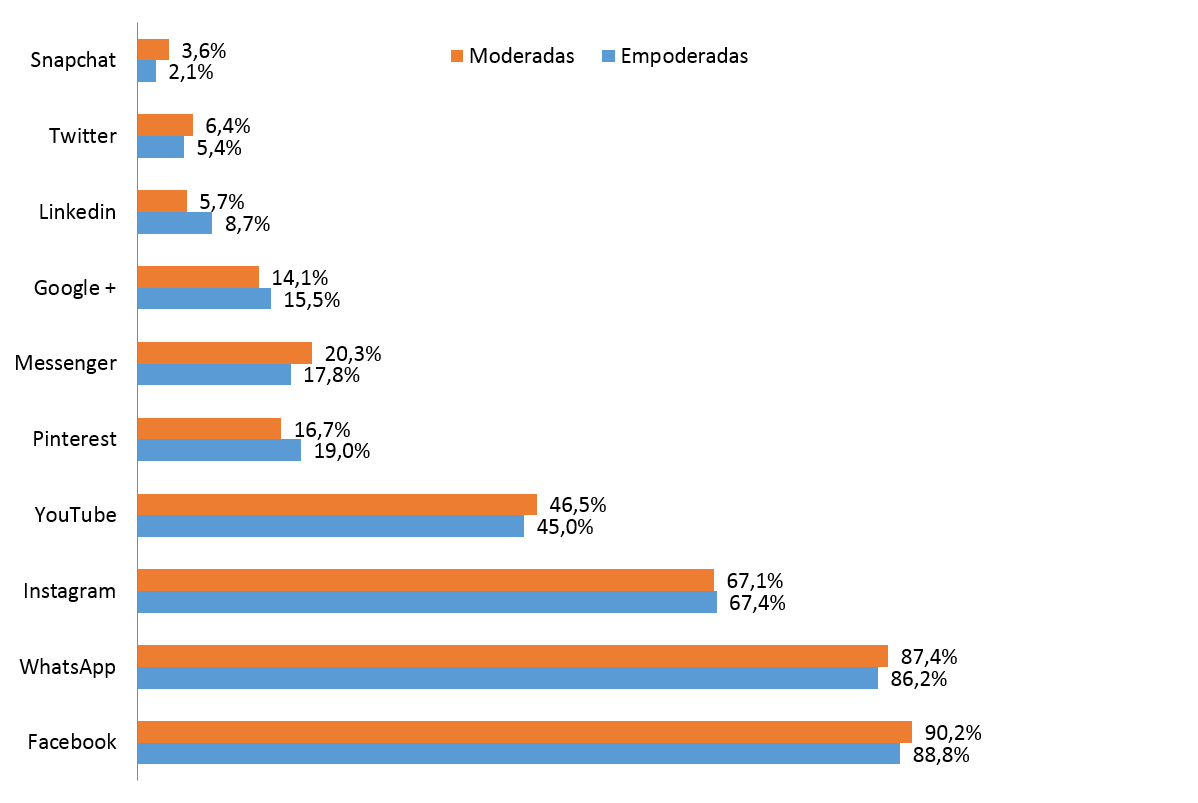 Moderadas Empoderadas
Snapchat 3,6%
2,1%
Twitter 6,4%
5,4%
Linkedin 5,7%
8,7%
Google + 14,1%
15,5%
Messenger 20,3%
17,8%
Pinterest 16,7%
19,0%
YouTube 46,5%
45,0%
Instagram 67,1%
67,4%
WhatsApp 87,4%
86,2%
Facebook 90,2%
88,8%